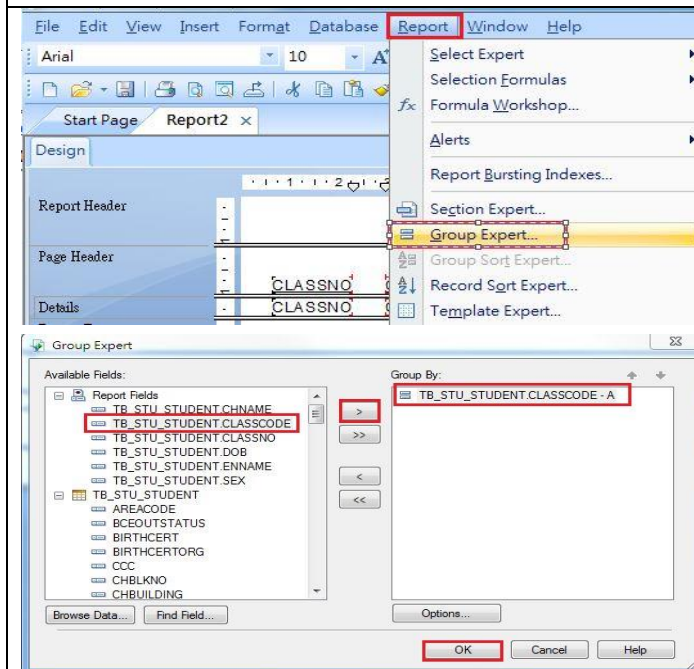 File Edit View Insert Format Database Report Window Help
Arial 10 A
Select Expert
Selection Formulas
fx Formula Workshop...
Start Page Report2 ×
Alerts
Design
Report Bursting Indexes...
1 2
Report Header
Section Expert...
Group Expert...
Page Header
Group Sort Expert...
CLASSNO
Record Sort Expert...
Details CLASSNO
Template Expert...
Group Expert
Available Fields: Group By:
Report Fields
TB_STU_STUDENT.CLASSCODE - A
TB_STU_STUDENT.CHNAME
>
TB_STU_STUDENT.CLASSCODE
TB_STU_STUDENT.CLASSNO
>>
TB_STU_STUDENT.DOB
TB_STU_STUDENT.ENNAME
TB_STU_STUDENT.SEX
<
TB_STU_STUDENT
<<
AREACODE
BCEOUTSTATUS
BIRTHCERT
BIRTHCERTORG
CCC
CHBLKNO
CHBUILDING
Browse Data... Find Field... Options...
OK Cancel Help